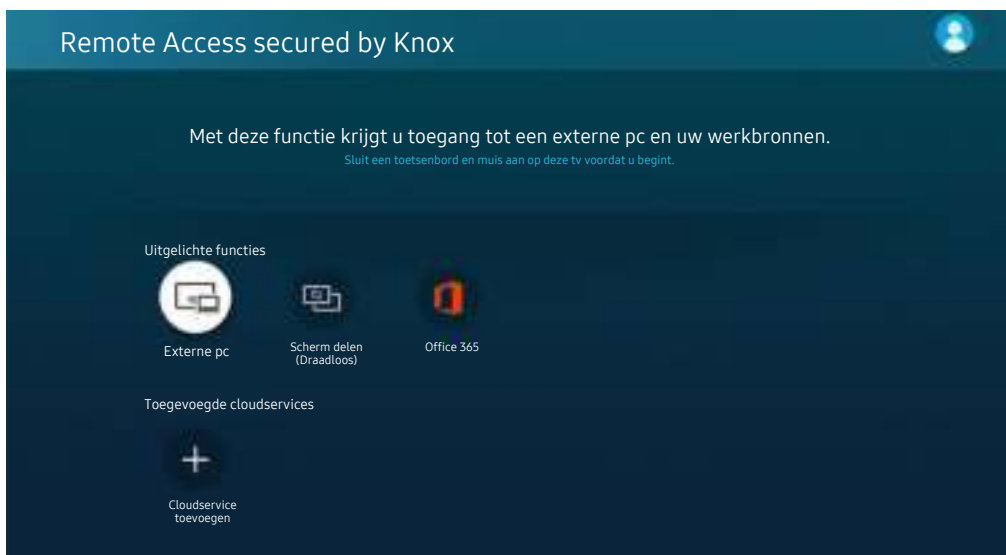 Remote Access secured by Knox
Met deze functie krijgt u toegang tot een externe pc en uw werkbronnen.
Sluit een toetsenbord en muis aan op deze tv voordat u begint.
Uitgelichte functies
Externe pc
Scherm delen
(Draadloos)
Office 365
Toegevoegde cloudservices
Cloudservice
toevoegen